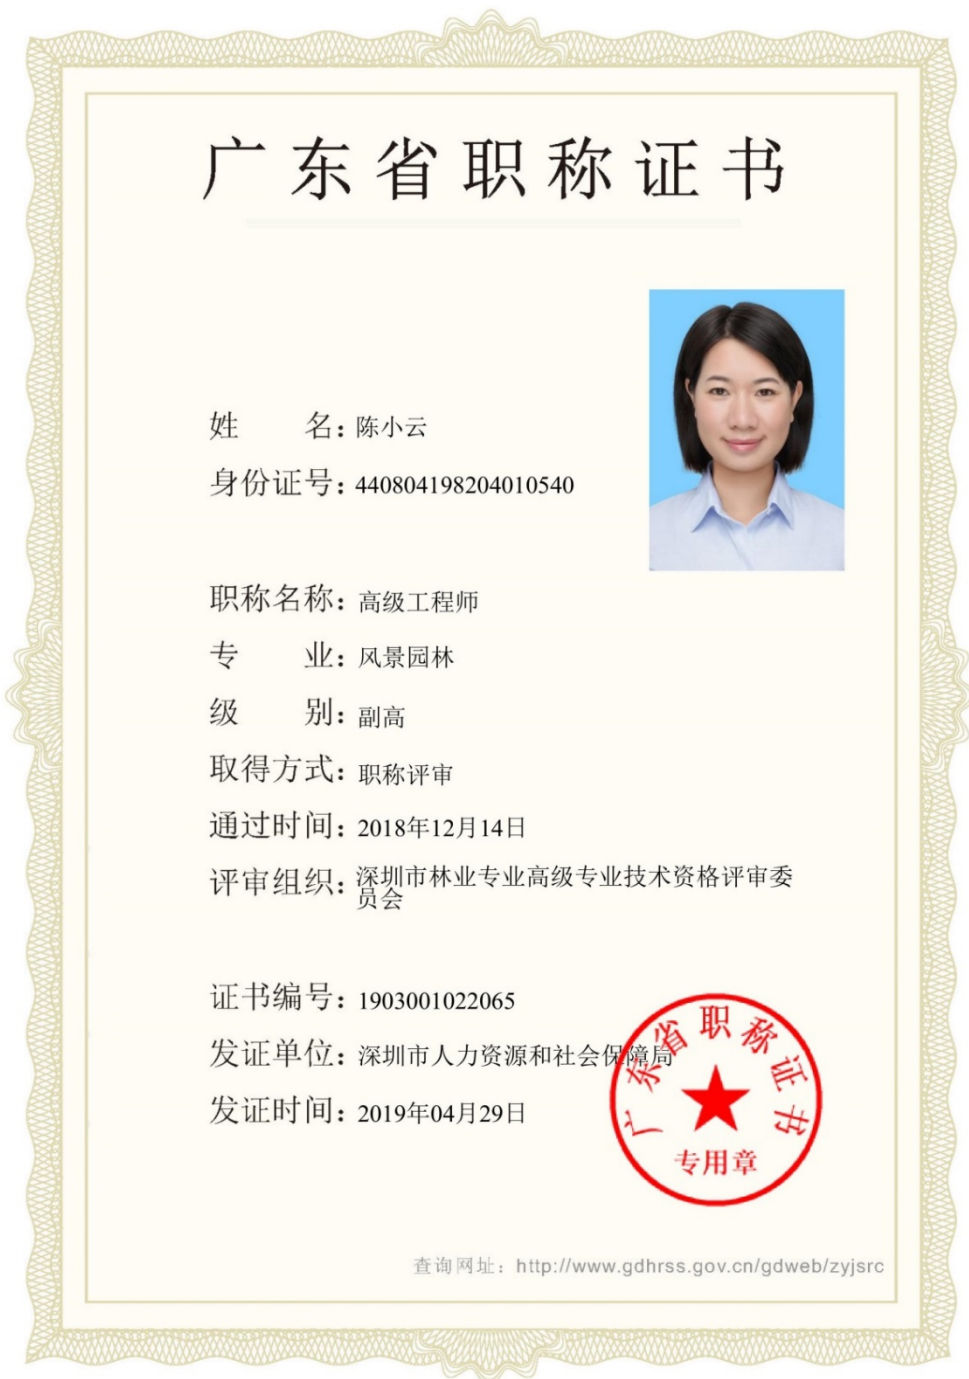 广东省职称证书
姓 名：陈小云
身份证号：440804198204010540
职称名称：高级工程师
专 业：风景园林
级 别：副高
取得方式：职称评审
通过时间：2018年12月14日
评审组织：深圳市林业专业高级专业技术资格评审委
员会
证书编号：1903001022065
发证单位：深圳市人力资源和社会保障局
发证时间：2019年04月29日
广东省职称证书
专用章
查询网址：http://www.gdhrss.gov.cn/gdweb/zyjsrc